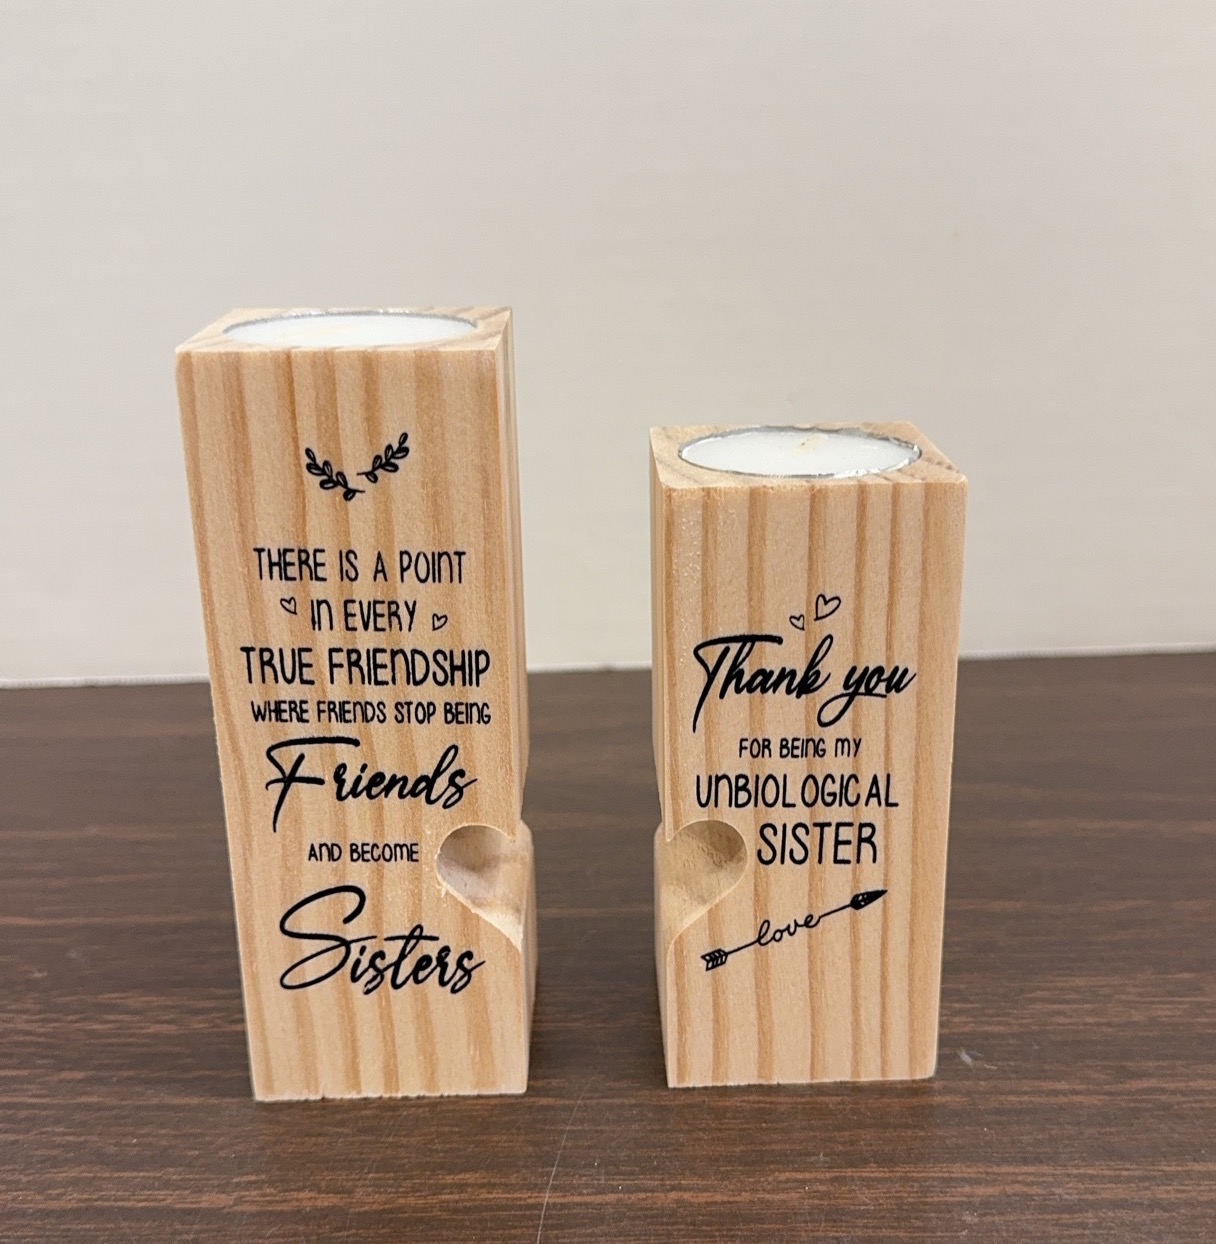 THERE IS A POINT
IN EVERY
TRUE FRIENDSHIP
WHERE FRIENDS STOP BEING
Friends
AND BECOME
Sisters
Thank you
FOR BEING MY
UNBIOLOGICAL
SISTER
love